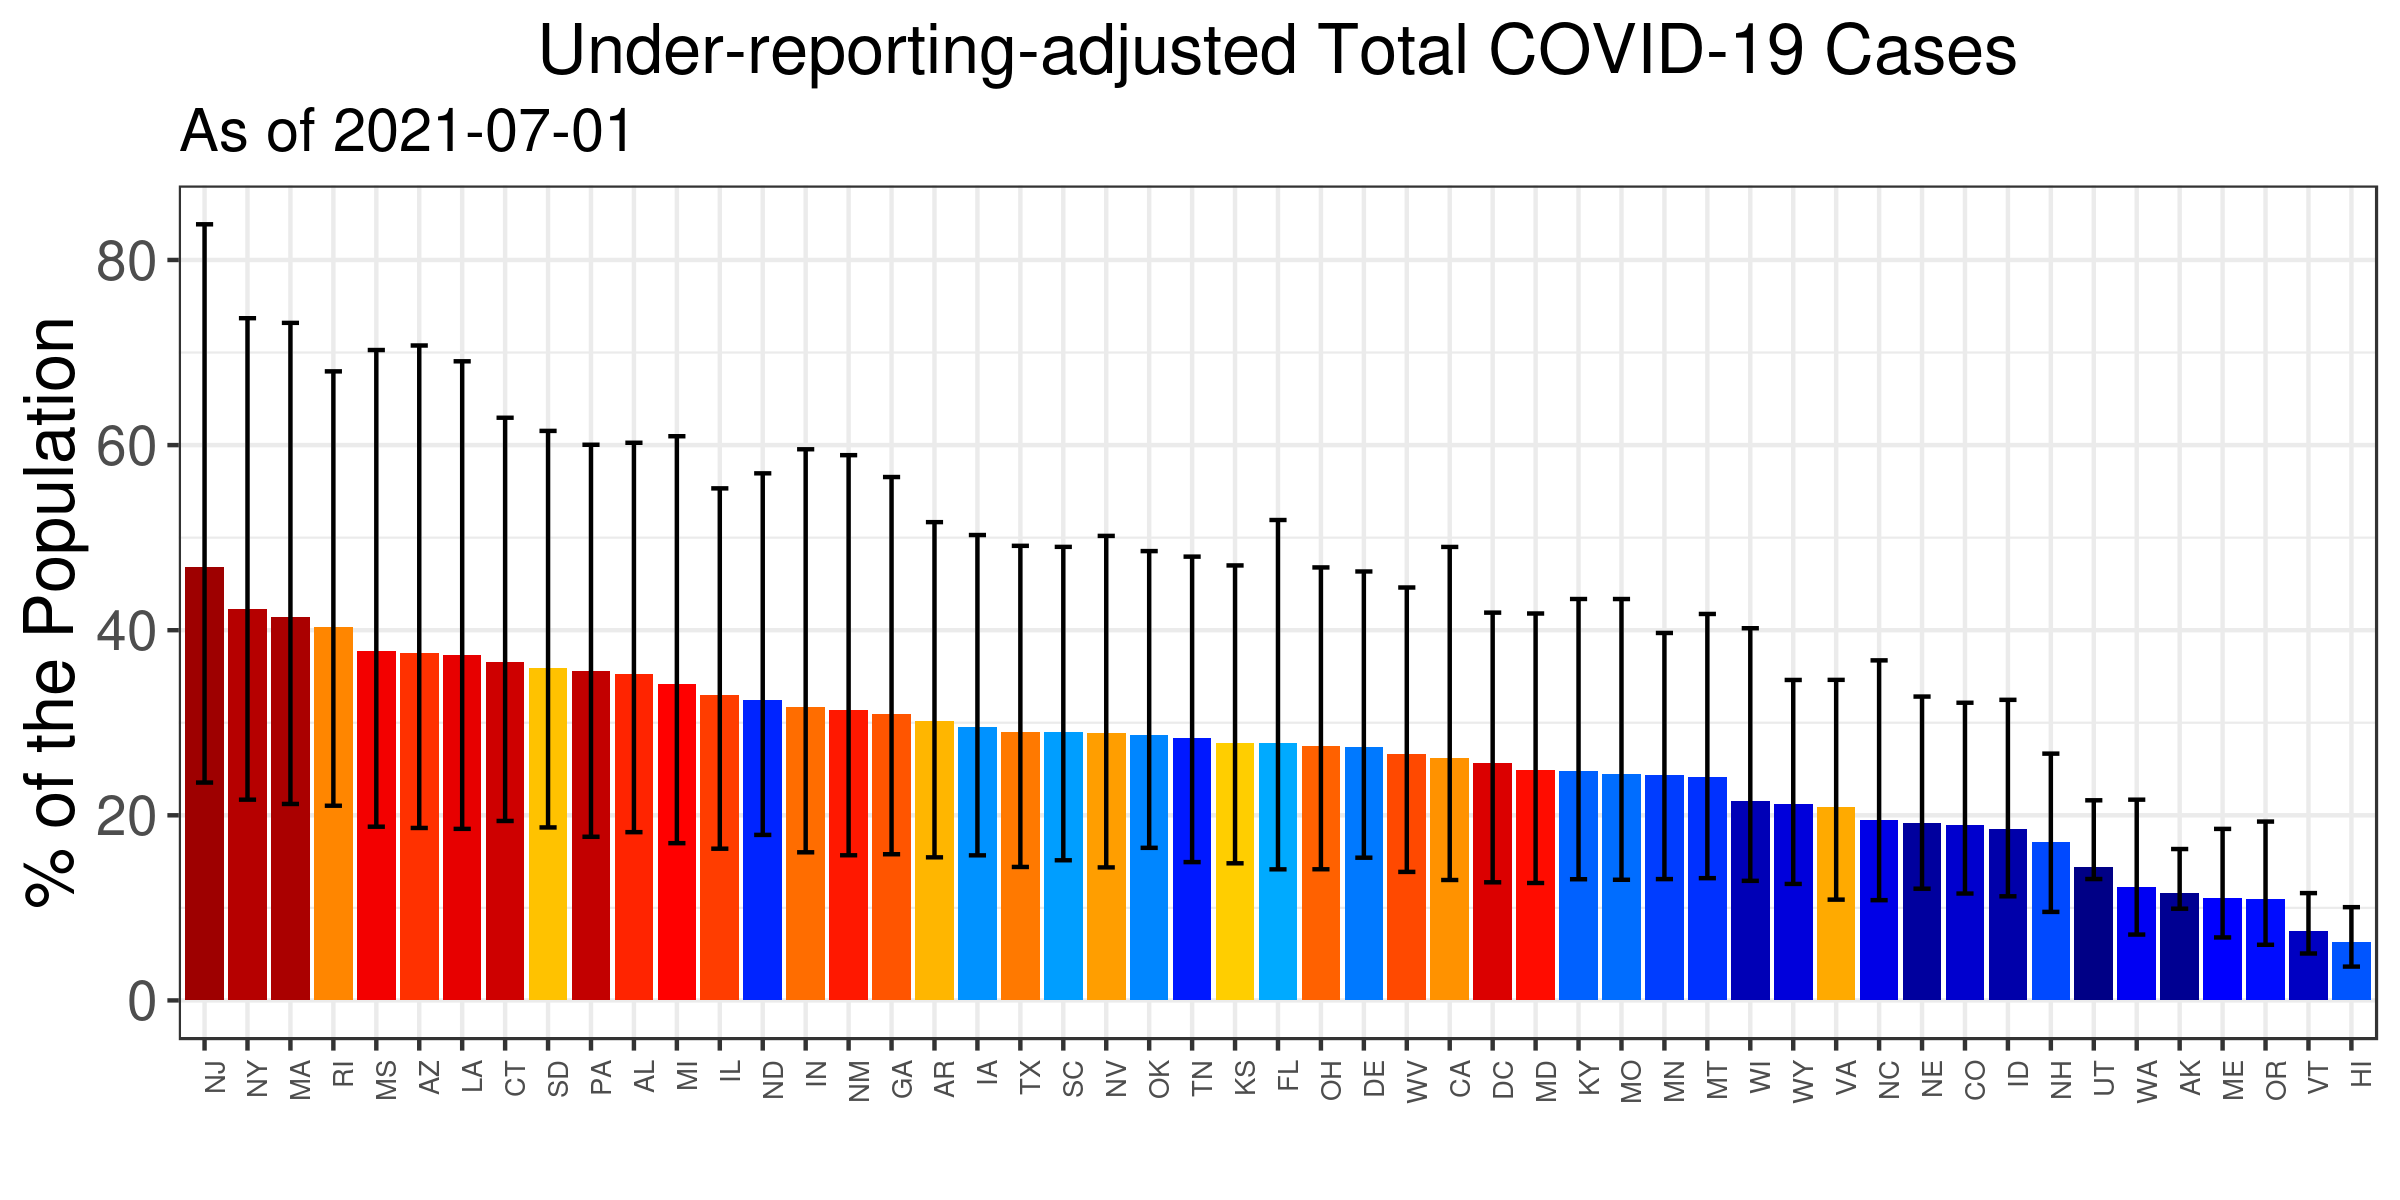 Under-reporting-adjusted Total COVID-19 Cases
As of 2021-07-01
% of the Population
80
60
40
20
0
NJ NY MA RI MS AZ LA CT SD PA AL MI IL ND IN NM GA AR IA TX SC NV OK TN KS FL OH DE WV CA DC MD KY MO MN MT WI WY VA NC NE CO ID NH UT WA AK ME OR VT HI